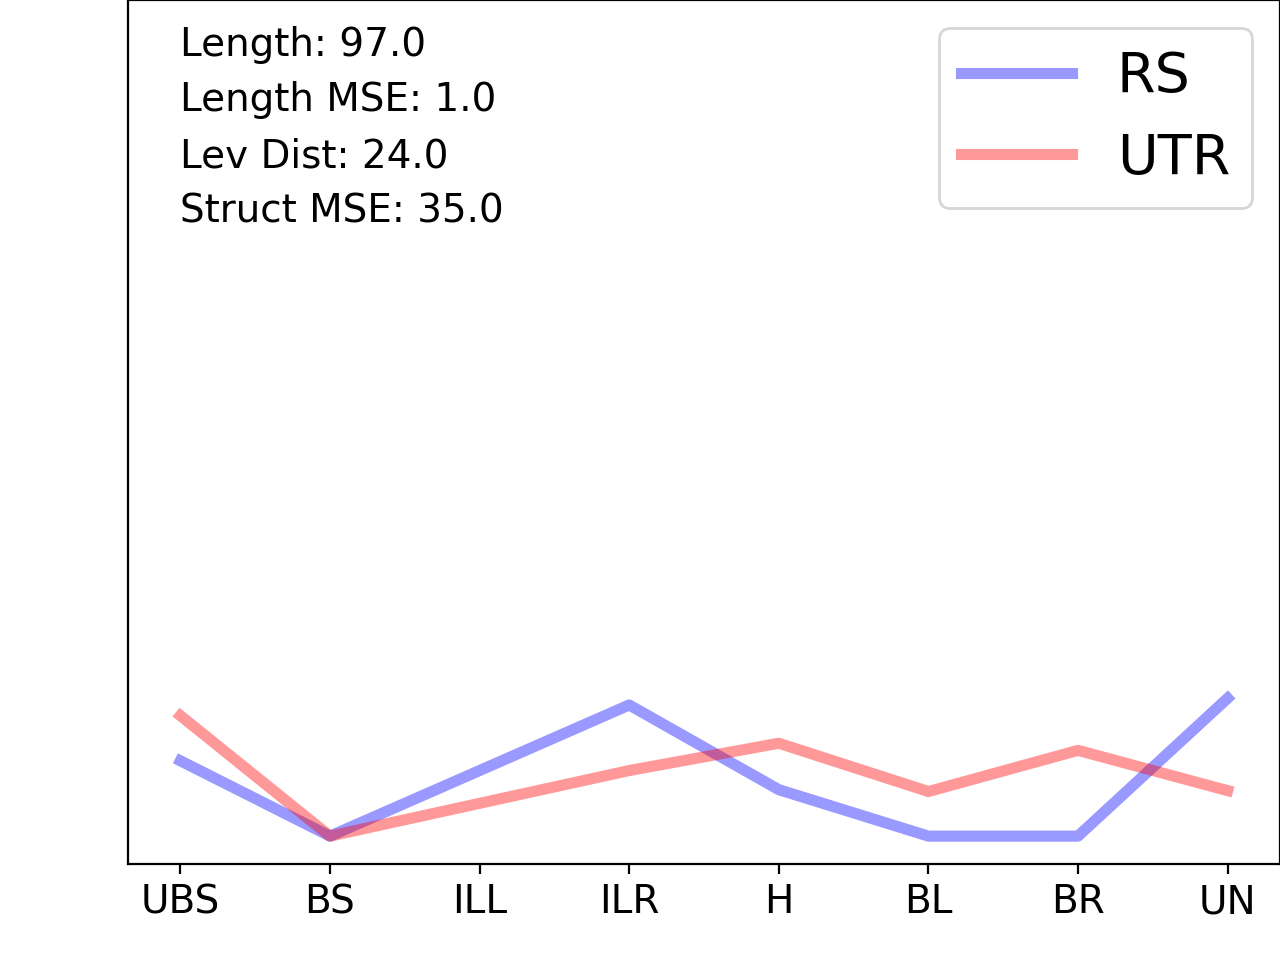 Length: 97.0
Length MSE: 1.0
Lev Dist: 24.0
Struct MSE: 35.0
RS
UTR
UBS BS ILL ILR H BL BR UN